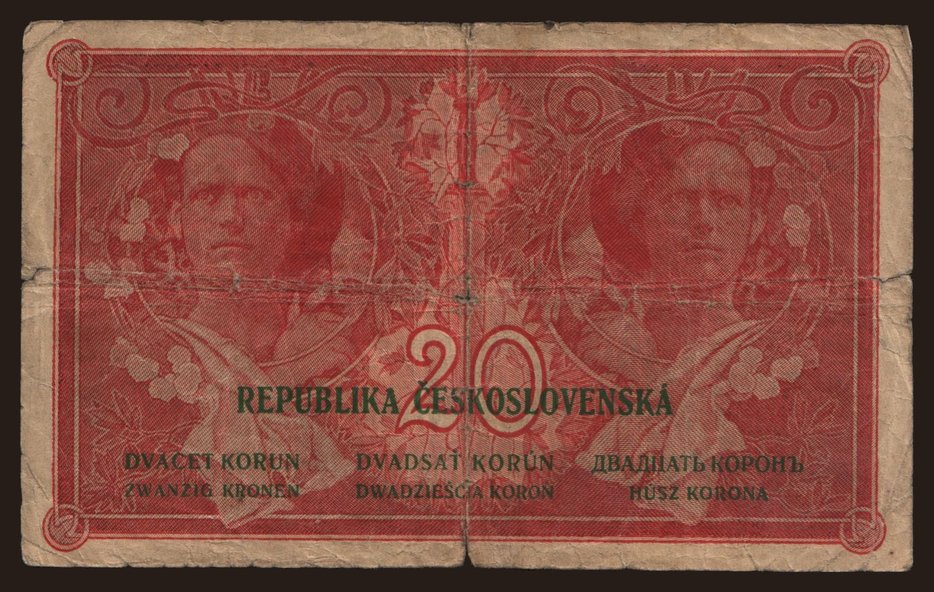 20
REPUBLIKA ČESKOSLOVENSKÁ
DVACET KORUN DVADSAŤ KORÚN ДВАДЦАТЬ КОРОНЪ
ZWANZIG KRONEN DWADZIEŚCIA KORON HÚSZ KORONA